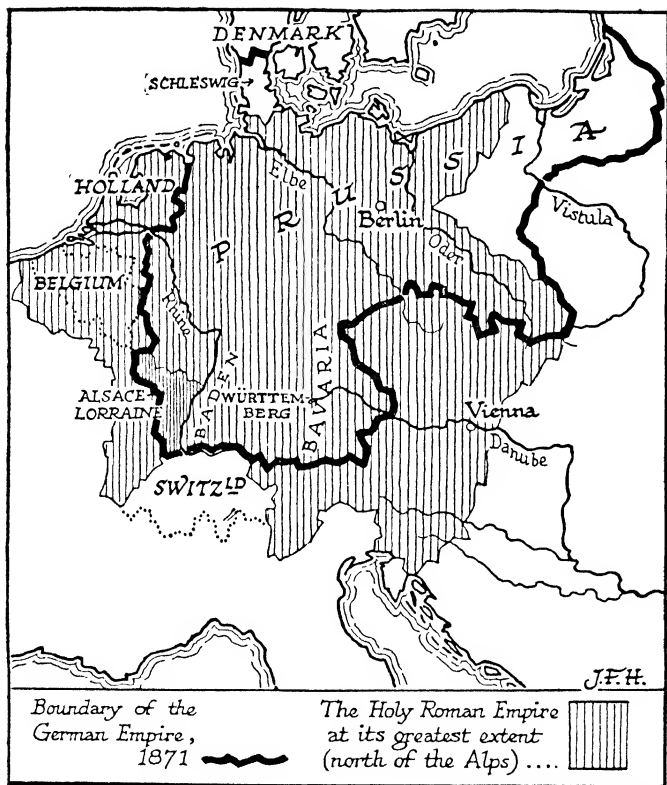 DENMARK
SCHLESWIG
HOLLAND
Elbe
PRUSSIA
Berlin
Vistula
Oder
BELGIUM
Rhine
ALSACE
LORRAINE
BADEN
WÜRTTEM-
BERG
BAVARIA
Vienna
Danube
SWITZLD
J.F.H.
Boundary of the
German Empire,
1871
The Holy Roman Empire
at its greatest extent
(north of the Alps) ....